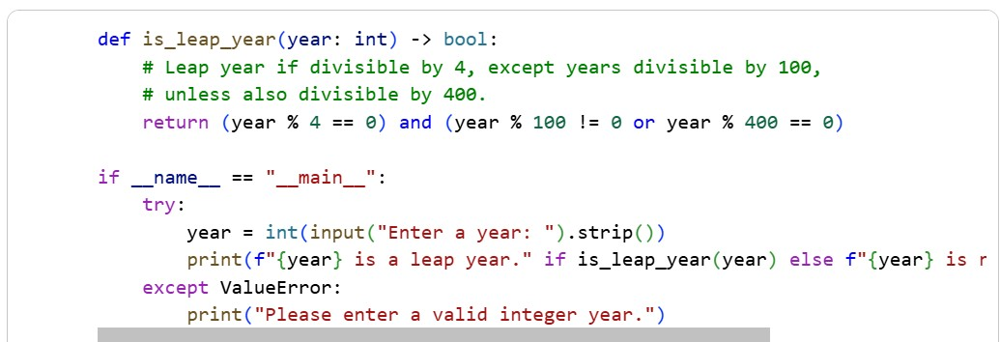 def is_leap_year(year: int) -> bool:
    # Leap year if divisible by 4, except years divisible by 100,
    # unless also divisible by 400.
    return (year % 4 == 0) and (year % 100 != 0 or year % 400 == 0)

if __name__ == "__main__":
    try:
        year = int(input("Enter a year: ").strip())
        print(f"{year} is a leap year." if is_leap_year(year) else f"{year} is
    except ValueError:
        print("Please enter a valid integer year.")